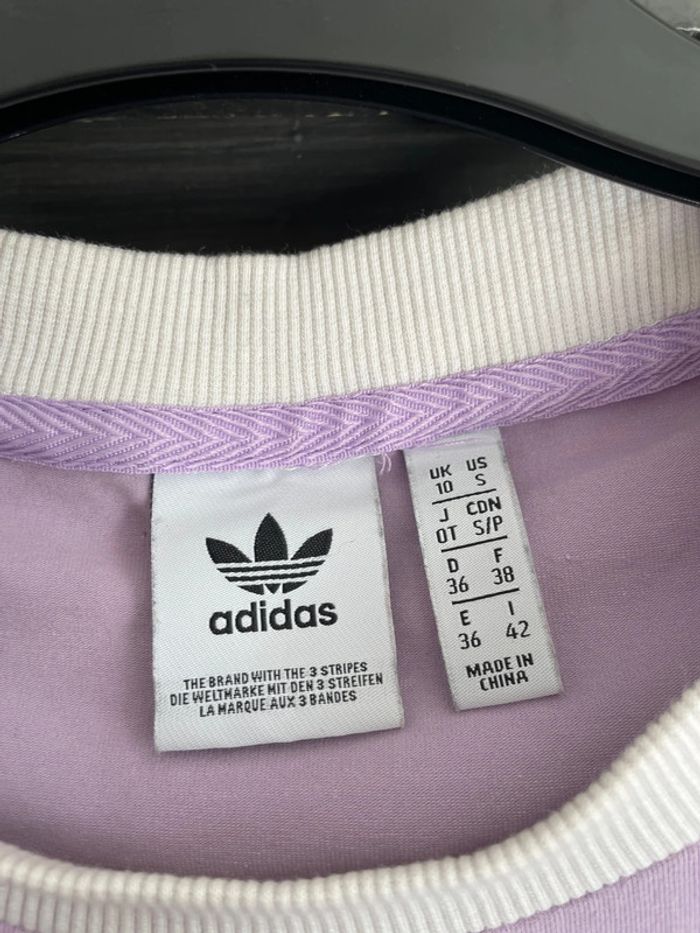 adidas
THE BRAND WITH THE 3 STRIPES
DIE WELTMARKE MIT DEN 3 STREIFEN
LA MARQUE AUX 3 BANDES
UK US
10 S
J CDN
OT S/P
D F
36 38
E I
36 42
MADE IN
CHINA